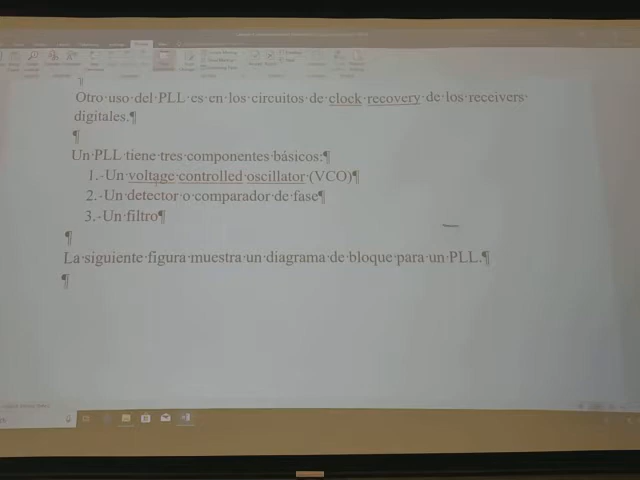 Otro uso del PLL es en los circuitos de clock recovery de los receivers
digitales.¶
¶
Un PLL tiene tres componentes básicos:¶
1.-Un voltage controlled oscillator (VCO)¶
2.-Un detector o comparador de fase¶
3.-Un filtro¶
¶
La siguiente figura muestra un diagrama de bloque para un PLL.¶
¶